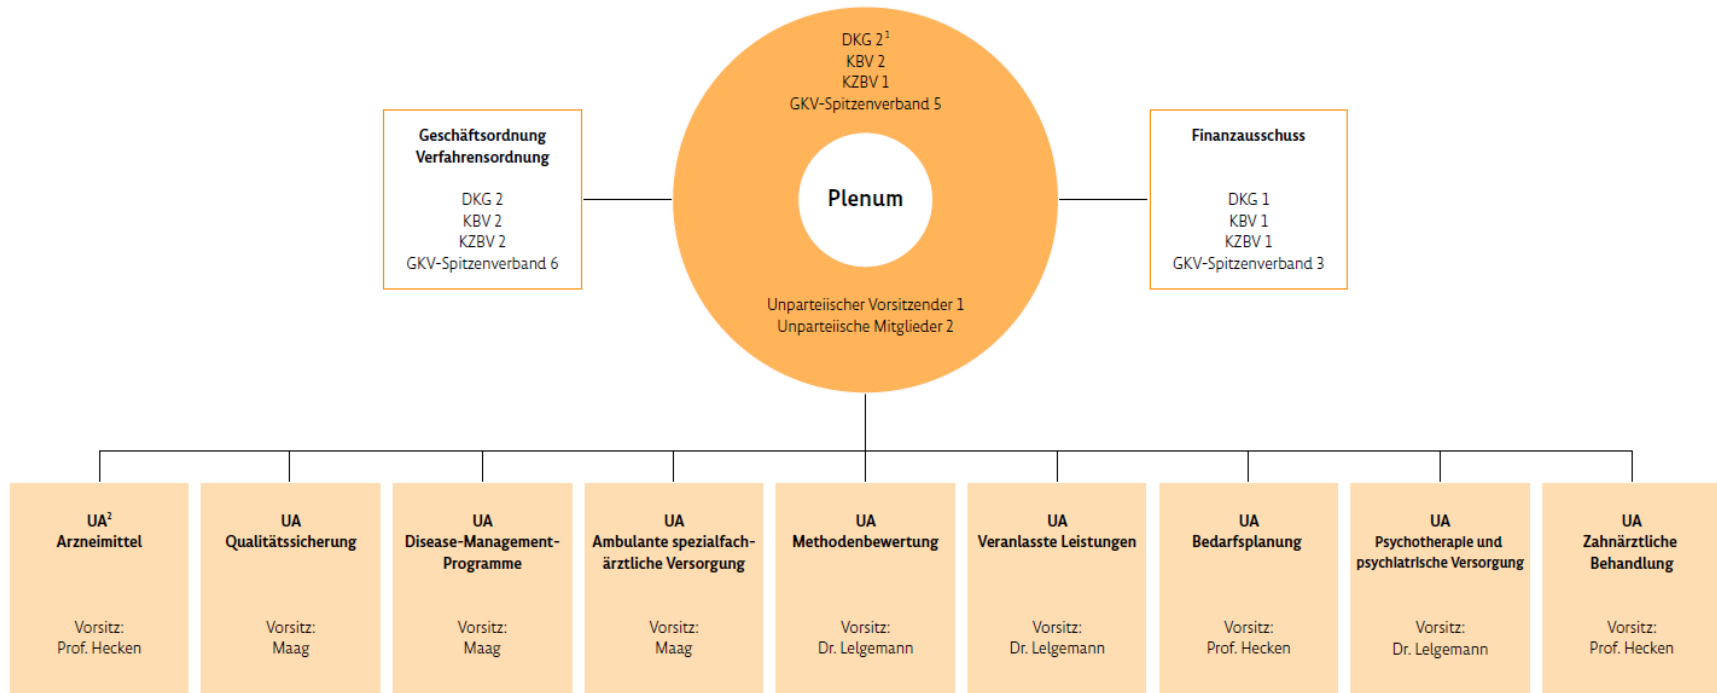 DKG 2¹
KBV 2
KZBV 1
GKV-Spitzenverband 5
Plenum
Unparteiischer Vorsitzender 1
Unparteiische Mitglieder 2
Geschäftsordnung
Verfahrensordnung
DKG 2
KBV 2
KZBV 2
GKV-Spitzenverband 6
Finanzausschuss
DKG 1
KBV 1
KZBV 1
GKV-Spitzenverband 3
UA²
Arzneimittel
Vorsitz:
Prof. Hecken
UA
Qualitätssicherung
Vorsitz:
Maag
UA
Disease-Management-
Programme
Vorsitz:
Maag
UA
Ambulante spezialfach-
ärztliche Versorgung
Vorsitz:
Maag
UA
Methodenbewertung
Vorsitz:
Dr. Lelgemann
UA
Veranlasste Leistungen
Vorsitz:
Dr. Lelgemann
UA
Bedarfsplanung
Vorsitz:
Prof. Hecken
UA
Psychotherapie und
psychiatrische Versorgung
Vorsitz:
Dr. Lelgemann
UA
Zahnärztliche
Behandlung
Vorsitz:
Prof. Hecken